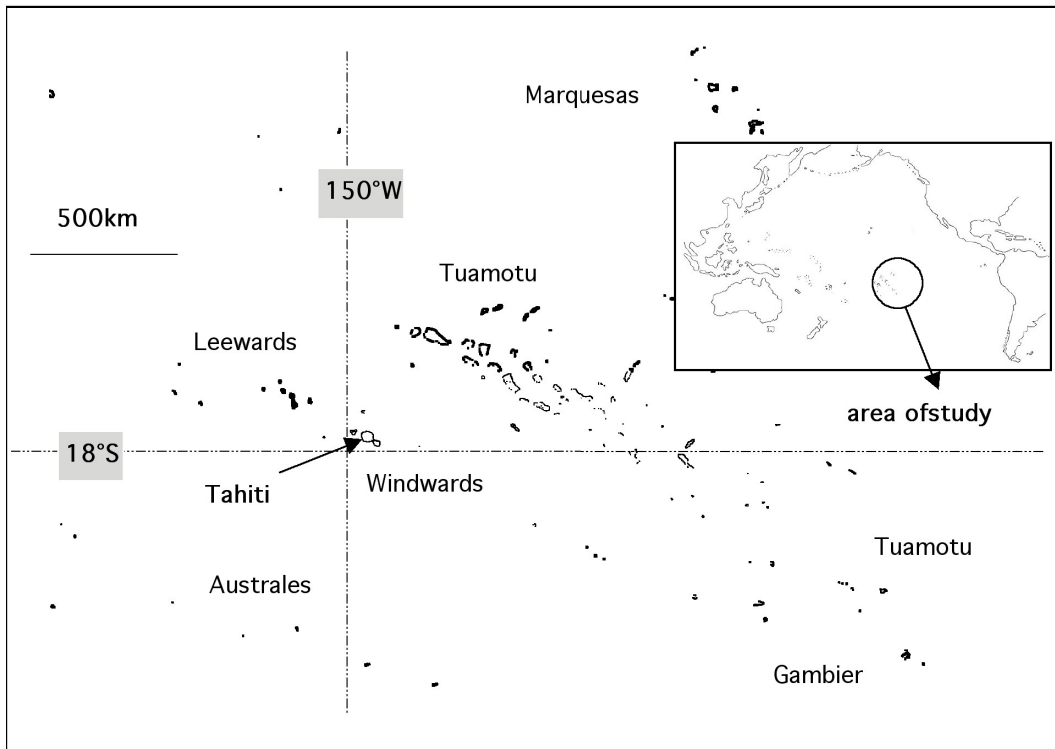 Marquesas
150°W
500km
Tuamotu
Leewards
area ofstudy
18°S
Tahiti
Windwards
Tuamotu
Australes
Gambier